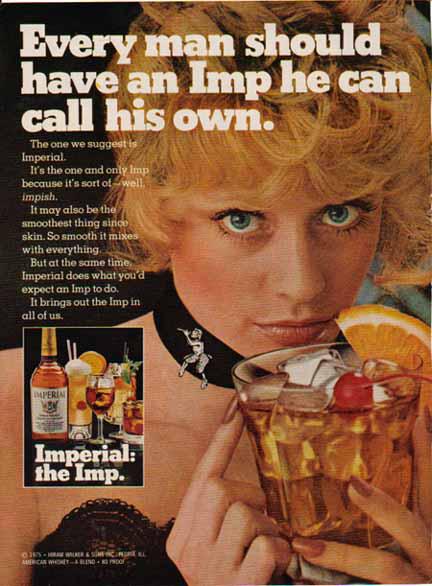 Every man should
have an Imp he can
call his own.
The one we suggest is
Imperial.
It's the one and only Imp
because it's sort of—well,
impish.
It may also be the
smoothest thing since
skin. So smooth it mixes
with everything.
But at the same time,
Imperial does what you'd
expect an Imp to do.
It brings out the Imp in
all of us.
IMPERIAL
Imperial:
the Imp.
© 1975 • HIRAM WALKER & SONS INC., PEORIA, ILL.
AMERICAN WHISKEY—A BLEND • 80 PROOF